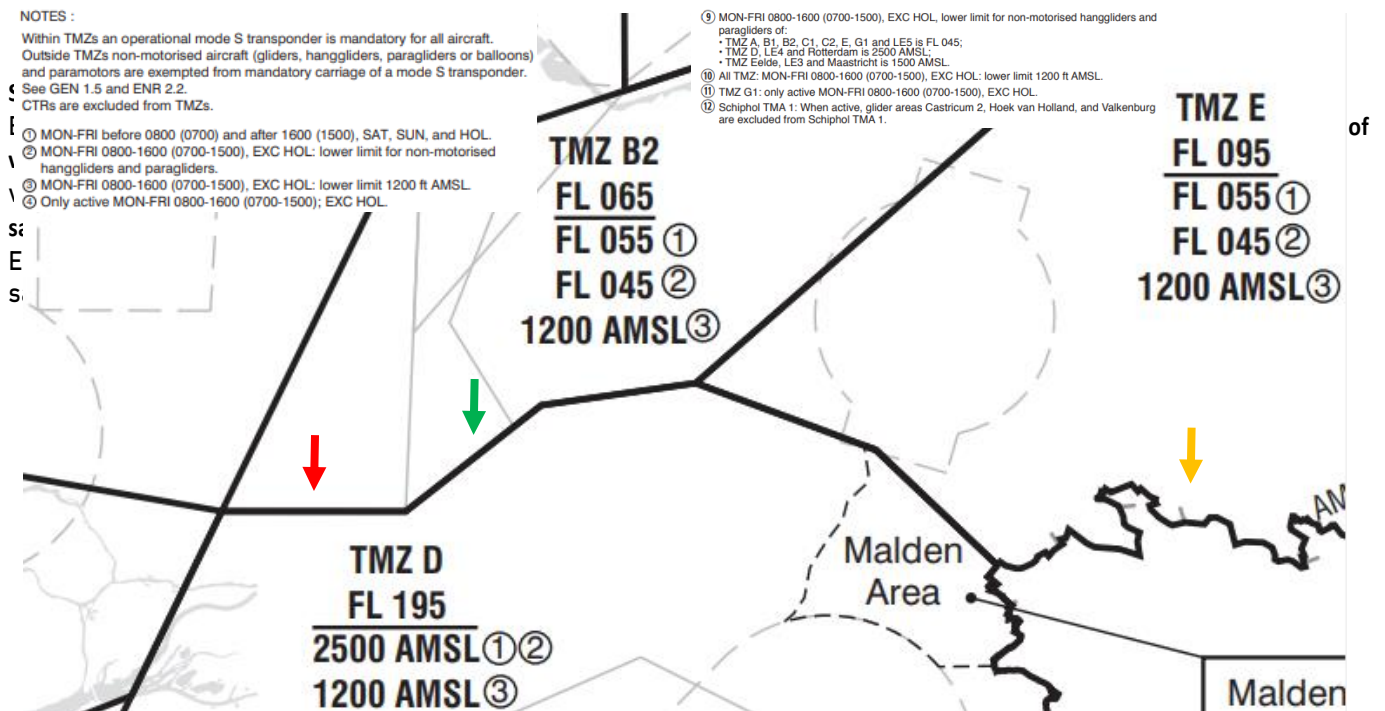 NOTES :
Within TMZs an operational mode S transponder is mandatory for all aircraft.
Outside TMZs non-motorised aircraft (gliders, hanggliders, paragliders or balloons)
and paramotors are exempted from mandatory carriage of a mode S transponder.
See GEN 1.5 and ENR 2.2.
CTRs are excluded from TMZs.
① MON-FRI before 0800 (0700) and after 1600 (1500), SAT, SUN, and HOL.
② MON-FRI 0800-1600 (0700-1500), EXC HOL: lower limit for non-motorised
hanggliders and paragliders.
③ MON-FRI 0800-1600 (0700-1500), EXC HOL: lower limit 1200 ft AMSL.
④ Only active MON-FRI 0800-1600 (0700-1500); EXC HOL.
⑨ MON-FRI 0800-1600 (0700-1500), EXC HOL, lower limit for non-motorised hanggliders and
paragliders of:
• TMZ A, B1, B2, C1, C2, E, G1 and LE5 is FL 045;
• TMZ D, LE4 and Rotterdam is 2500 AMSL;
• TMZ Eelde, LE3 and Maastricht is 1500 AMSL.
⑩ All TMZ: MON-FRI 0800-1600 (0700-1500), EXC HOL: lower limit 1200 ft AMSL.
⑪ TMZ G1: only active MON-FRI 0800-1600 (0700-1500), EXC HOL.
⑫ Schiphol TMA 1: When active, glider areas Castricum 2, Hoek van Holland, and Valkenburg
are excluded from Schiphol TMA 1.
of
TMZ B2
FL 065
FL 055 ①
FL 045 ②
1200 AMSL③
TMZ E
FL 095
FL 055①
FL 045②
1200 AMSL③
TMZ D
FL 195
2500 AMSL①②
1200 AMSL③
Malden
Area
AM
Malden